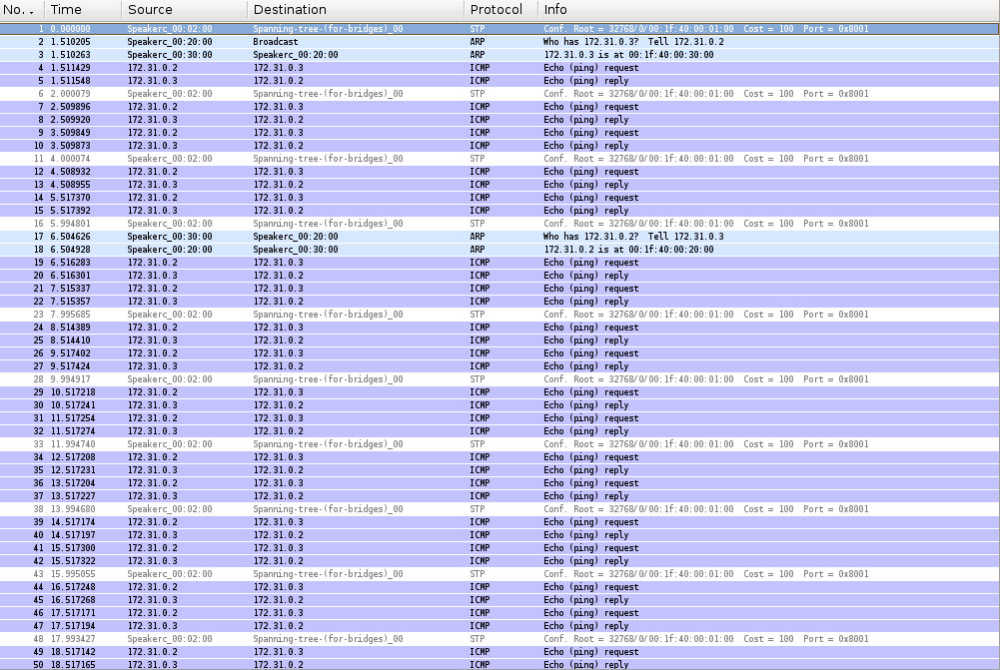 No. . Time Source Destination Protocol Info
1 0.000000 Speakerc_00:02:00 Spanning-tree-(for-bridges)_00 STP Conf. Root = 32768/0/00:1f:40:00:01:00 Cost = 100 Port = 0x8001
2 1.510205 Speakerc_00:20:00 Broadcast ARP Who has 172.31.0.3? Tell 172.31.0.2
3 1.510263 Speakerc_00:30:00 Speakerc_00:20:00 ARP 172.31.0.3 is at 00:1f:40:00:30:00
4 1.511429 172.31.0.2 172.31.0.3 ICMP Echo (ping) request
5 1.511548 172.31.0.3 172.31.0.2 ICMP Echo (ping) reply
6 2.000079 Speakerc_00:02:00 Spanning-tree-(for-bridges)_00 STP Conf. Root = 32768/0/00:1f:40:00:01:00 Cost = 100 Port = 0x8001
7 2.509896 172.31.0.2 172.31.0.3 ICMP Echo (ping) request
8 2.509920 172.31.0.3 172.31.0.2 ICMP Echo (ping) reply
9 3.509849 172.31.0.2 172.31.0.3 ICMP Echo (ping) request
10 3.509873 172.31.0.3 172.31.0.2 ICMP Echo (ping) reply
11 4.000074 Speakerc_00:02:00 Spanning-tree-(for-bridges)_00 STP Conf. Root = 32768/0/00:1f:40:00:01:00 Cost = 100 Port = 0x8001
12 4.508932 172.31.0.2 172.31.0.3 ICMP Echo (ping) request
13 4.508955 172.31.0.3 172.31.0.2 ICMP Echo (ping) reply
14 5.517370 172.31.0.2 172.31.0.3 ICMP Echo (ping) request
15 5.517392 172.31.0.3 172.31.0.2 ICMP Echo (ping) reply
16 5.994801 Speakerc_00:02:00 Spanning-tree-(for-bridges)_00 STP Conf. Root = 32768/0/00:1f:40:00:01:00 Cost = 100 Port = 0x8001
17 6.504626 Speakerc_00:30:00 Speakerc_00:20:00 ARP Who has 172.31.0.2? Tell 172.31.0.3
18 6.504928 Speakerc_00:20:00 Speakerc_00:30:00 ARP 172.31.0.2 is at 00:1f:40:00:20:00
19 6.516283 172.31.0.2 172.31.0.3 ICMP Echo (ping) request
20 6.516301 172.31.0.3 172.31.0.2 ICMP Echo (ping) reply
21 7.515337 172.31.0.2 172.31.0.3 ICMP Echo (ping) request
22 7.515357 172.31.0.3 172.31.0.2 ICMP Echo (ping) reply
23 7.995685 Speakerc_00:02:00 Spanning-tree-(for-bridges)_00 STP Conf. Root = 32768/0/00:1f:40:00:01:00 Cost = 100 Port = 0x8001
24 8.514389 172.31.0.2 172.31.0.3 ICMP Echo (ping) request
25 8.514410 172.31.0.3 172.31.0.2 ICMP Echo (ping) reply
26 9.517402 172.31.0.2 172.31.0.3 ICMP Echo (ping) request
27 9.517424 172.31.0.3 172.31.0.2 ICMP Echo (ping) reply
28 9.994917 Speakerc_00:02:00 Spanning-tree-(for-bridges)_00 STP Conf. Root = 32768/0/00:1f:40:00:01:00 Cost = 100 Port = 0x8001
29 10.517218 172.31.0.2 172.31.0.3 ICMP Echo (ping) request
30 10.517241 172.31.0.3 172.31.0.2 ICMP Echo (ping) reply
31 11.517254 172.31.0.2 172.31.0.3 ICMP Echo (ping) request
32 11.517274 172.31.0.3 172.31.0.2 ICMP Echo (ping) reply
33 11.994740 Speakerc_00:02:00 Spanning-tree-(for-bridges)_00 STP Conf. Root = 32768/0/00:1f:40:00:01:00 Cost = 100 Port = 0x8001
34 12.517208 172.31.0.2 172.31.0.3 ICMP Echo (ping) request
35 12.517231 172.31.0.3 172.31.0.2 ICMP Echo (ping) reply
36 13.517204 172.31.0.2 172.31.0.3 ICMP Echo (ping) request
37 13.517227 172.31.0.3 172.31.0.2 ICMP Echo (ping) reply
38 13.994680 Speakerc_00:02:00 Spanning-tree-(for-bridges)_00 STP Conf. Root = 32768/0/00:1f:40:00:01:00 Cost = 100 Port = 0x8001
39 14.517174 172.31.0.2 172.31.0.3 ICMP Echo (ping) request
40 14.517197 172.31.0.3 172.31.0.2 ICMP Echo (ping) reply
41 15.517300 172.31.0.2 172.31.0.3 ICMP Echo (ping) request
42 15.517322 172.31.0.3 172.31.0.2 ICMP Echo (ping) reply
43 15.995055 Speakerc_00:02:00 Spanning-tree-(for-bridges)_00 STP Conf. Root = 32768/0/00:1f:40:00:01:00 Cost = 100 Port = 0x8001
44 16.517248 172.31.0.2 172.31.0.3 ICMP Echo (ping) request
45 16.517268 172.31.0.3 172.31.0.2 ICMP Echo (ping) reply
46 17.517171 172.31.0.2 172.31.0.3 ICMP Echo (ping) request
47 17.517194 172.31.0.3 172.31.0.2 ICMP Echo (ping) reply
48 17.993427 Speakerc_00:02:00 Spanning-tree-(for-bridges)_00 STP Conf. Root = 32768/0/00:1f:40:00:01:00 Cost = 100 Port = 0x8001
49 18.517142 172.31.0.2 172.31.0.3 ICMP Echo (ping) request
50 18.517165 172.31.0.3 172.31.0.2 ICMP Echo (ping) reply